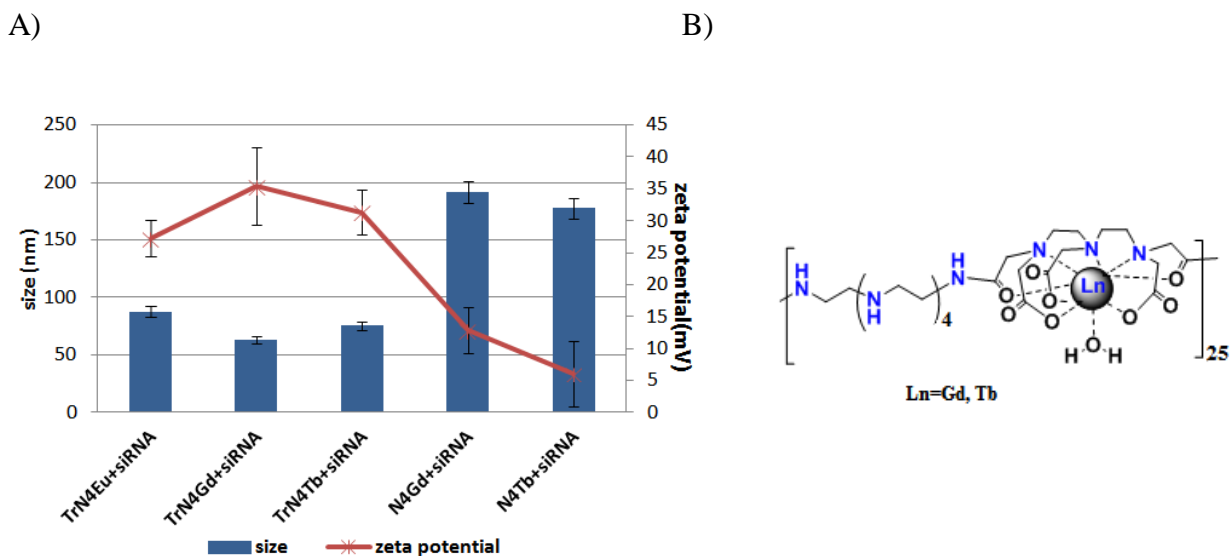 A)
B)
250
200
150
100
50
0
size (nm)
45
40
35
30
25
20
15
10
5
0
zeta potential(mV)
TrN4Eu+siRNA
TrN4Gd+siRNA
TrN4Tb+siRNA
N4Gd+siRNA
N4Tb+siRNA
size
zeta potential
H
N
N
H
4
H
N
O
N
N
N
O
O
O
O
O
O
O
Ln
O
H
H
25
Ln=Gd, Tb